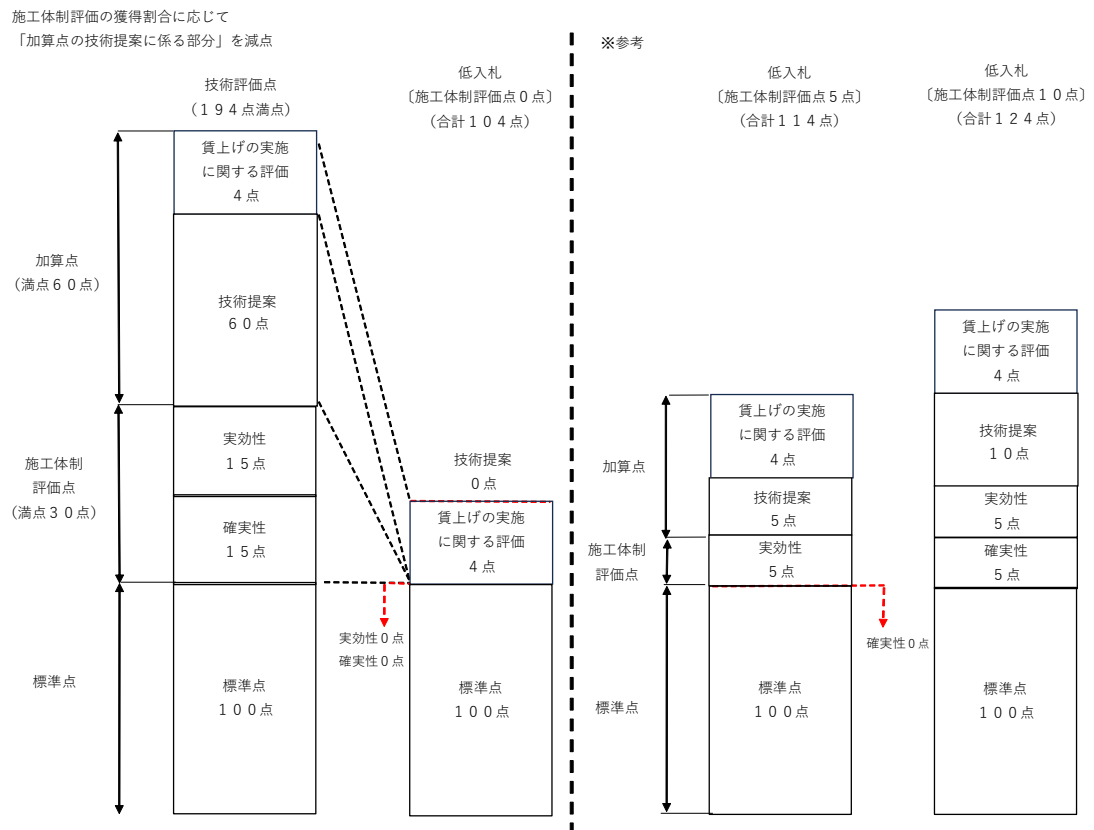 施工体制評価の獲得割合に応じて
「加算点の技術提案に係る部分」を減点
技術評価点
（１９４点満点）
低入札
〔施工体制評価点０点〕
（合計１０４点）
賃上げの実施
に関する評価
４点
加算点
（満点６０点）
技術提案
６０点
施工体制
評価点
（満点３０点）
実効性
１５点
確実性
１５点
技術提案
０点
賃上げの実施
に関する評価
４点
実効性０点
確実性０点
標準点
標準点
１００点
標準点
１００点
※参考
低入札
〔施工体制評価点５点〕
（合計１１４点）
低入札
〔施工体制評価点１０点〕
（合計１２４点）
加算点
賃上げの実施
に関する評価
４点
技術提案
５点
施工体制
評価点
実効性
５点
確実性０点
標準点
標準点
１００点
賃上げの実施
に関する評価
４点
技術提案
１０点
実効性
５点
確実性
５点
標準点
１００点